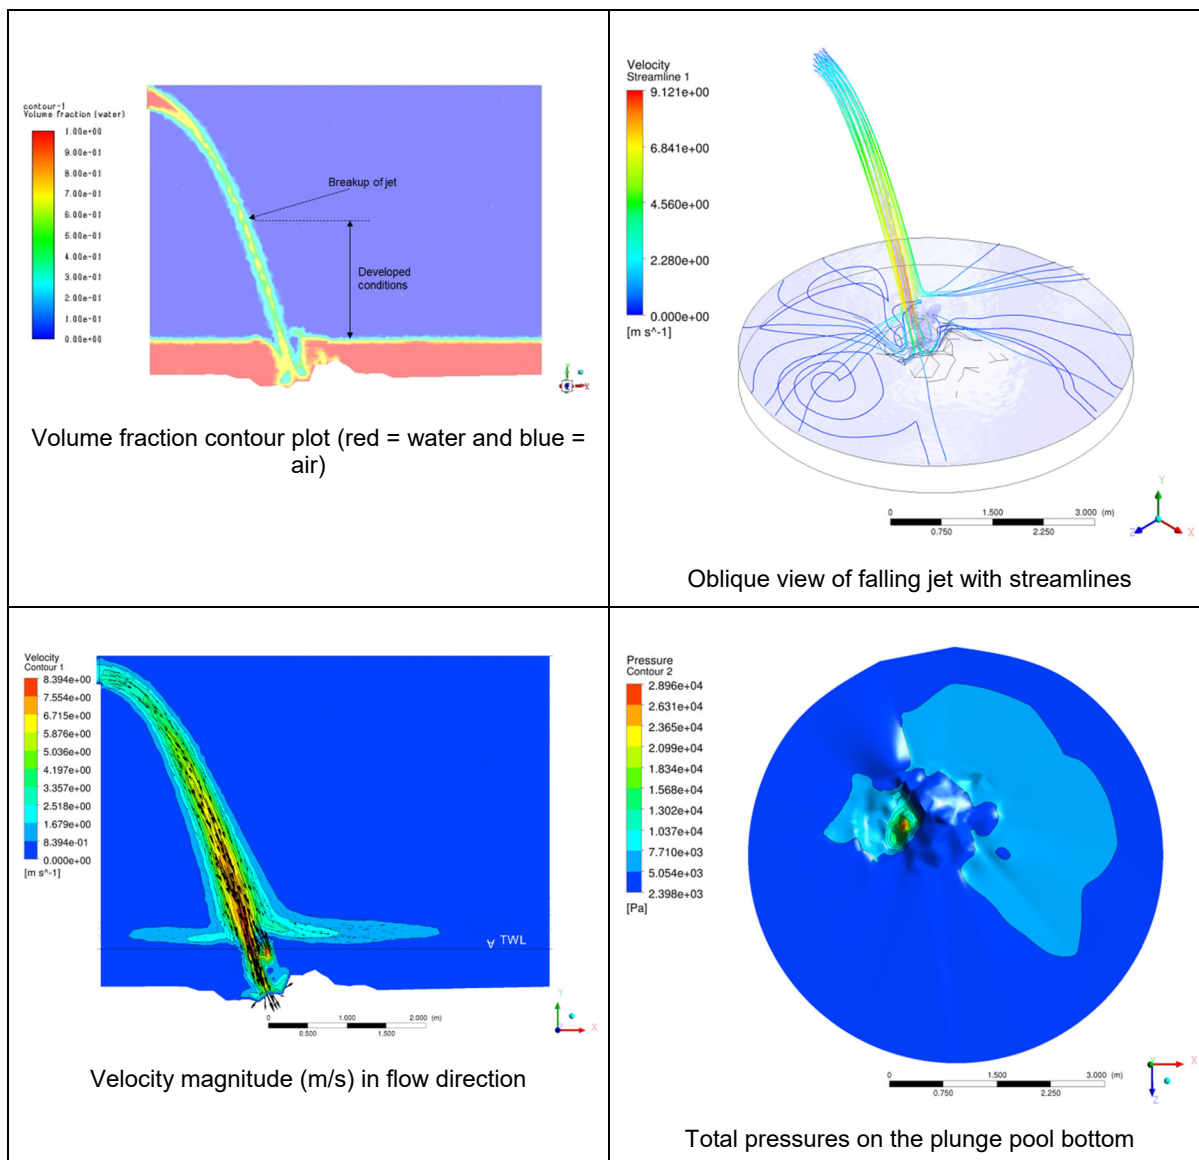 contour-1
Volume fraction (water)
1.00e+00
9.00e-01
8.00e-01
7.00e-01
6.00e-01
5.00e-01
4.00e-01
3.00e-01
2.00e-01
1.00e-01
0.00e+00
Breakup of jet
Developed
conditions
Y
X
Volume fraction contour plot (red = water and blue =
air)
Velocity
Streamline 1
9.121e+00
6.841e+00
4.560e+00
2.280e+00
0.000e+00
[m s^-1]
0 1.500 3.000 (m)
0.750 2.250
Y
Z X
Oblique view of falling jet with streamlines
Velocity
Contour 1
8.394e+00
7.554e+00
6.715e+00
5.876e+00
5.036e+00
4.197e+00
3.357e+00
2.518e+00
1.679e+00
8.394e-01
0.000e+00
[m s^-1]
TWL
0 1.000 2.000 (m)
0.500 1.500
Y
X
Velocity magnitude (m/s) in flow direction
Pressure
Contour 2
2.896e+04
2.631e+04
2.365e+04
2.099e+04
1.834e+04
1.568e+04
1.302e+04
1.037e+04
7.710e+03
5.054e+03
2.398e+03
[Pa]
0 1.500 3.000 (m)
0.750 2.250
Y X
Z
Total pressures on the plunge pool bottom